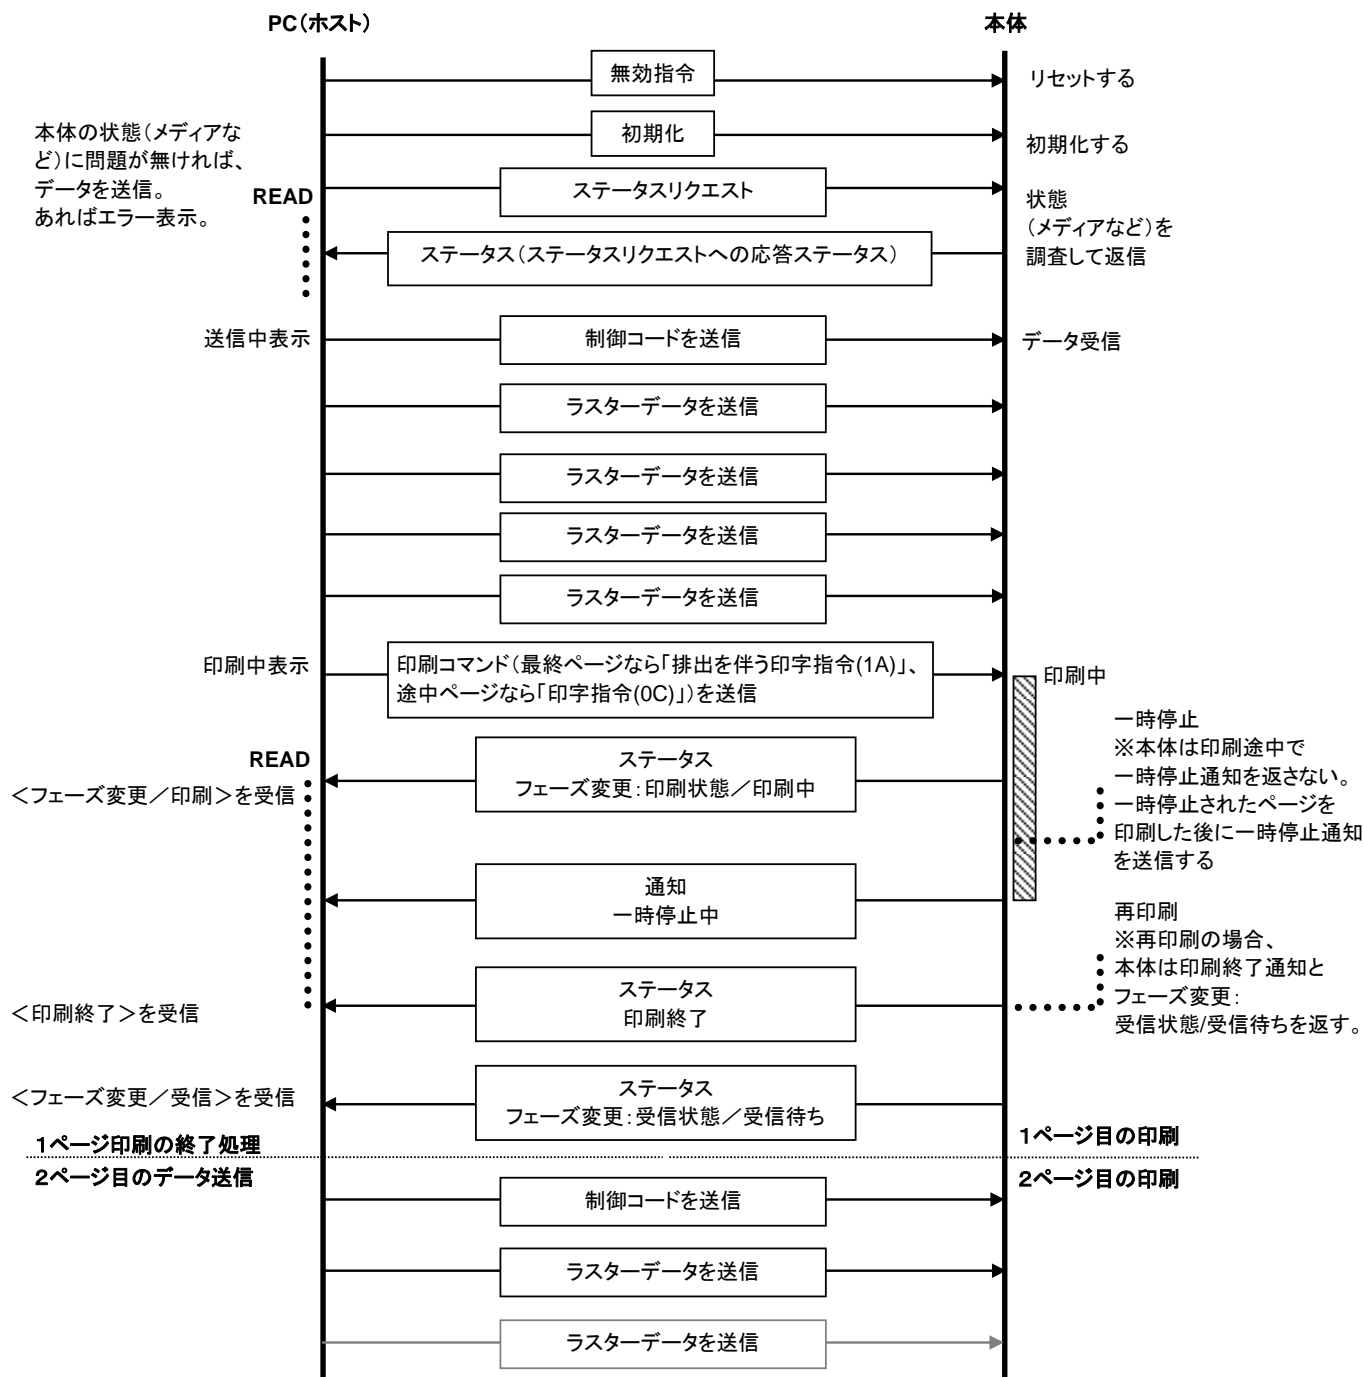 PC（ホスト）
本体
無効指令
リセットする
本体の状態（メディアな
ど）に問題が無ければ、
データを送信。
あればエラー表示。
初期化
初期化する
READ
ステータスリクエスト
状態
（メディアなど）を
調査して返信
ステータス（ステータスリクエストへの応答ステータス）
送信中表示
制御コードを送信
データ受信
ラスターデータを送信
ラスターデータを送信
ラスターデータを送信
ラスターデータを送信
印刷中表示
印刷コマンド（最終ページなら「排出を伴う印字指令(1A)」、
途中ページなら「印字指令(0C)」）を送信
印刷中
一時停止
※本体は印刷途中で
一時停止通知を返さない。
一時停止されたページを
印刷した後に一時停止通知
を送信する
READ
＜フェーズ変更／印刷＞を受信
ステータス
フェーズ変更：印刷状態／印刷中
通知
一時停止中
再印刷
※再印刷の場合、
本体は印刷終了通知と
フェーズ変更：
受信状態/受信待ちを返す。
＜印刷終了＞を受信
ステータス
印刷終了
＜フェーズ変更／受信＞を受信
ステータス
フェーズ変更：受信状態／受信待ち
1ページ印刷の終了処理
1ページ目の印刷
2ページ目のデータ送信
2ページ目の印刷
制御コードを送信
ラスターデータを送信
ラスターデータを送信